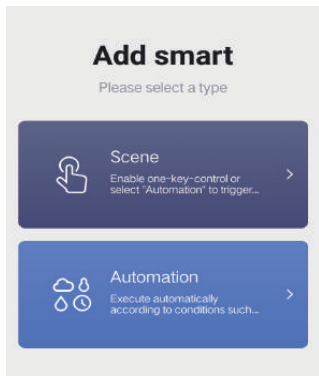 Add smart
Please select a type
Scene
Enable one-key-control or
select "Automation" to trigger...
Automation
Execute automatically
according to conditions such...